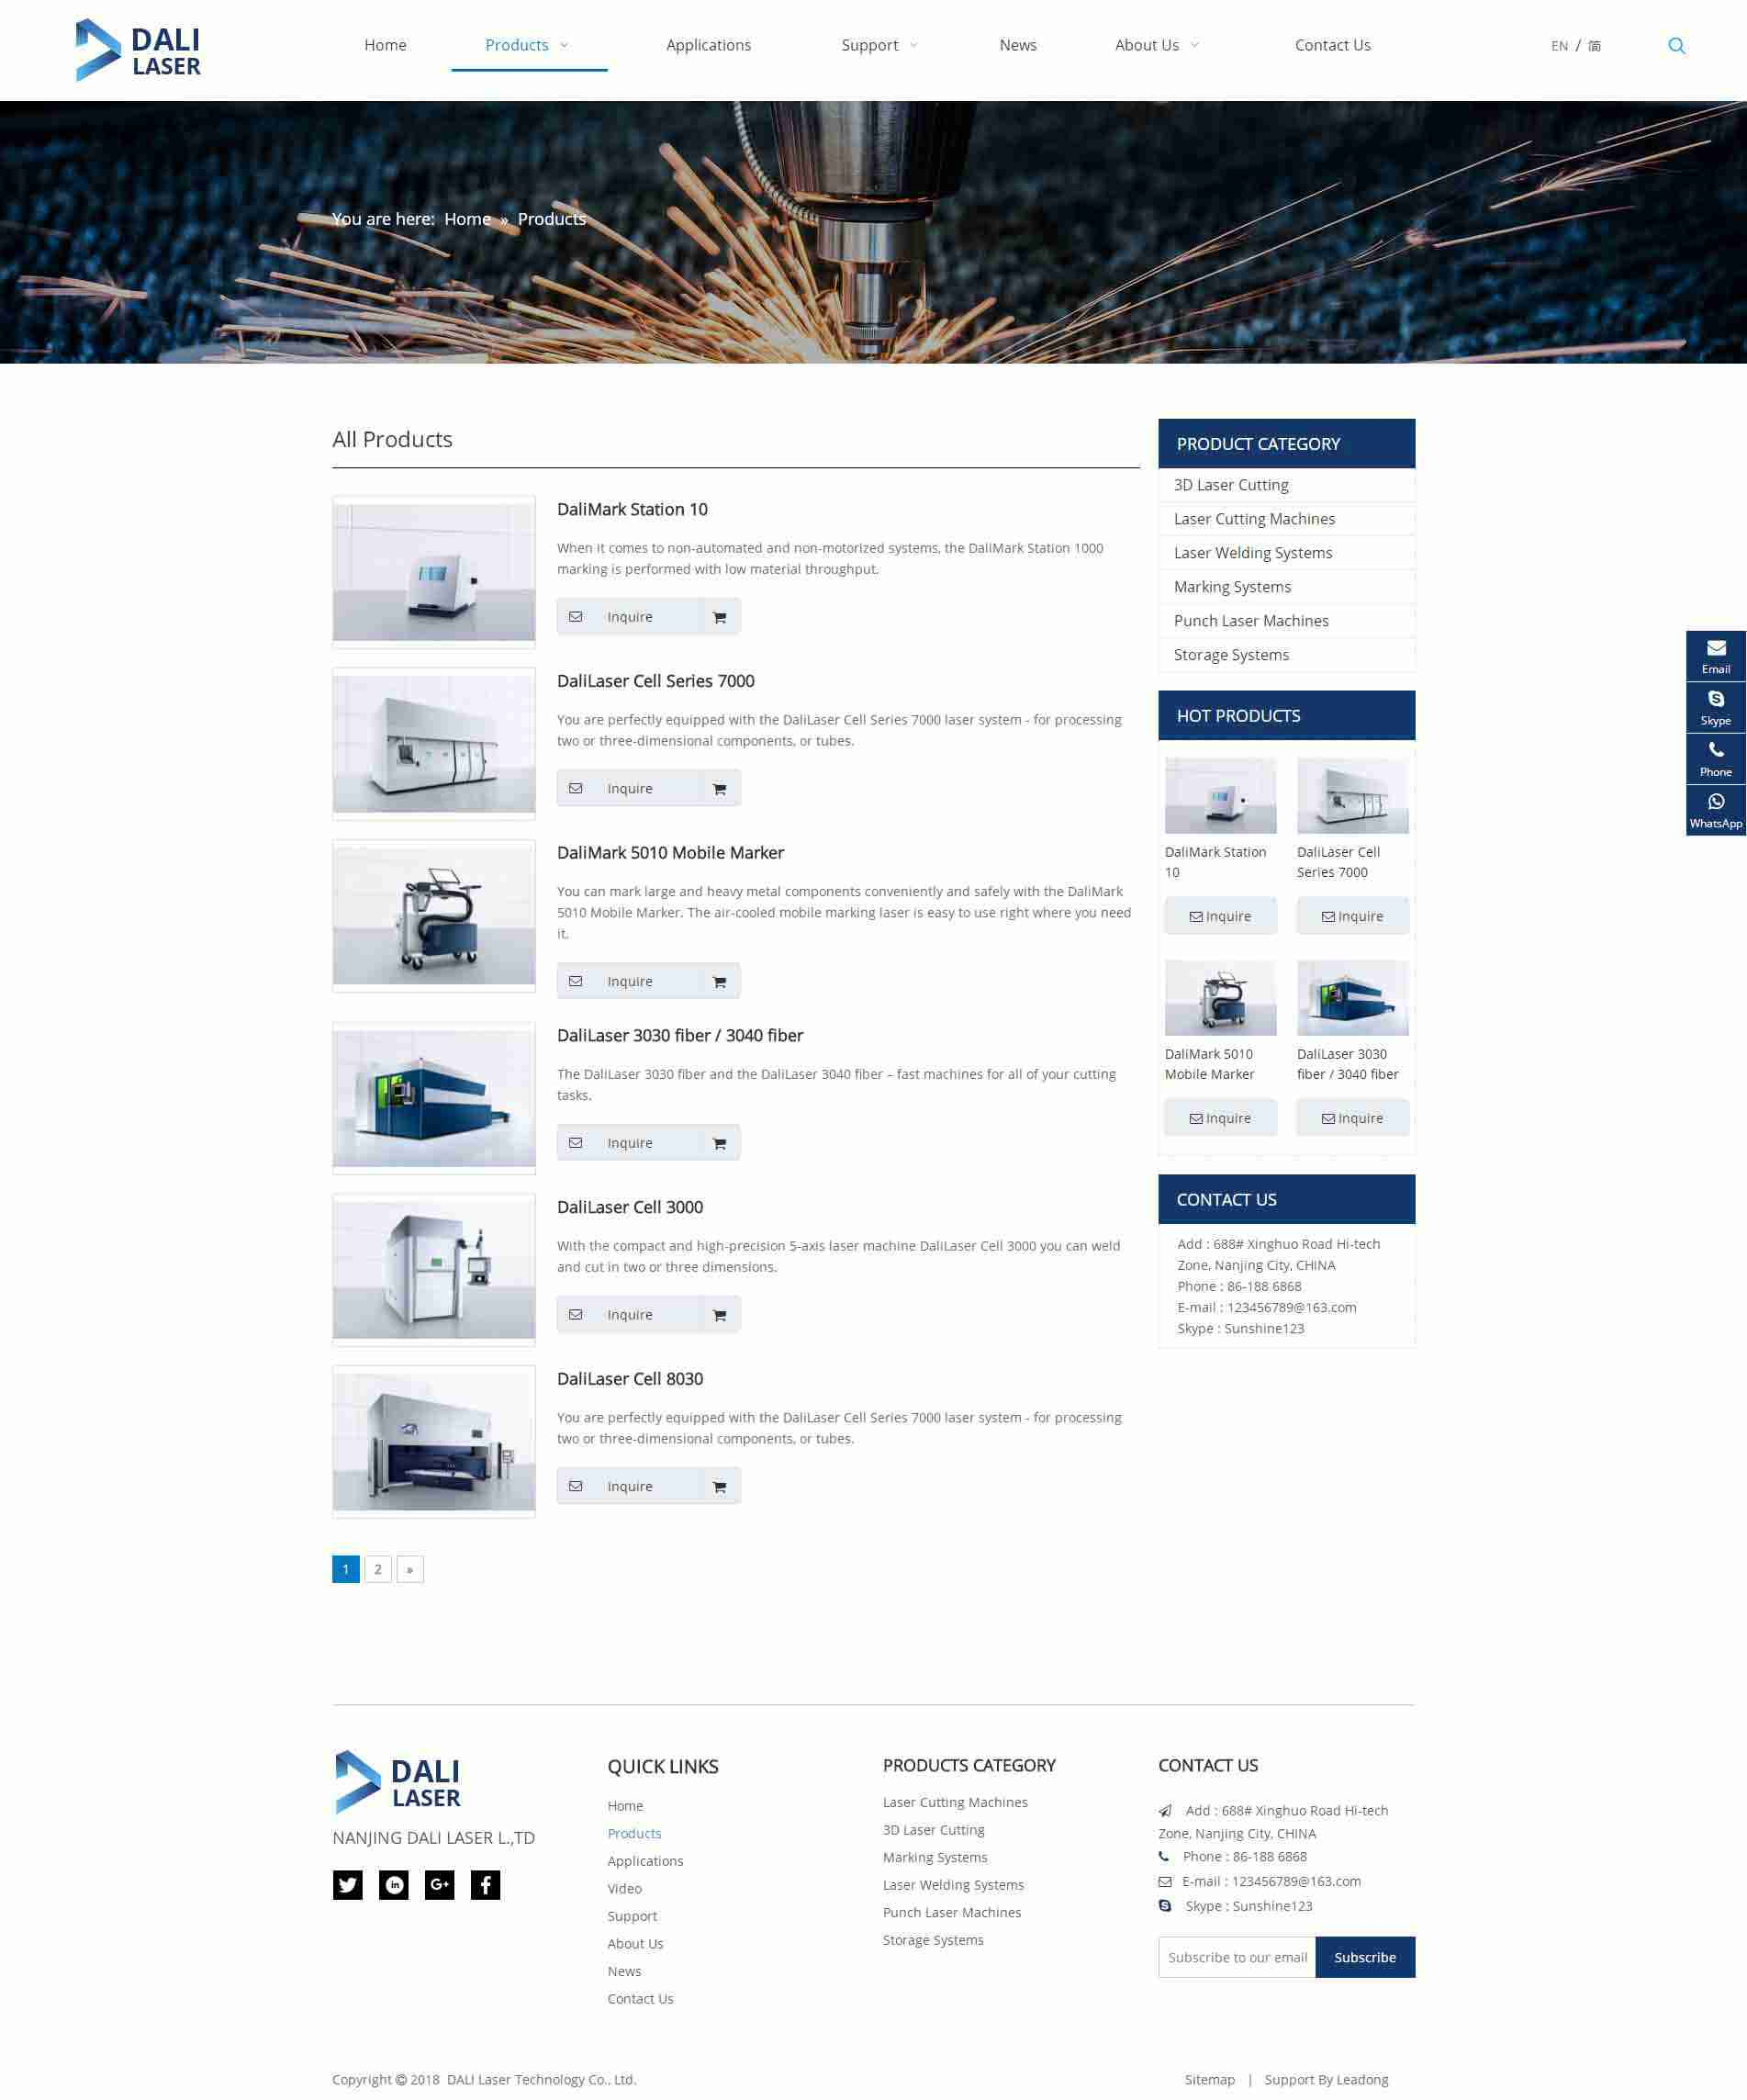 DALI
LASER
Home
Products
Applications
Support
News
About Us
Contact Us
EN / 简
You are here: Home » Products
All Products
DaliMark Station 10
When it comes to non-automated and non-motorized systems, the DaliMark Station 1000
marking is performed with low material throughput.
Inquire
DaliLaser Cell Series 7000
You are perfectly equipped with the DaliLaser Cell Series 7000 laser system - for processing
two or three-dimensional components, or tubes.
Inquire
DaliMark 5010 Mobile Marker
You can mark large and heavy metal components conveniently and safely with the DaliMark
5010 Mobile Marker. The air-cooled mobile marking laser is easy to use right where you need
it.
Inquire
DaliLaser 3030 fiber / 3040 fiber
The DaliLaser 3030 fiber and the DaliLaser 3040 fiber – fast machines for all of your cutting
tasks.
Inquire
DaliLaser Cell 3000
With the compact and high-precision 5-axis laser machine DaliLaser Cell 3000 you can weld
and cut in two or three dimensions.
Inquire
DaliLaser Cell 8030
You are perfectly equipped with the DaliLaser Cell Series 7000 laser system - for processing
two or three-dimensional components, or tubes.
Inquire
1 2 »
PRODUCT CATEGORY
3D Laser Cutting
Laser Cutting Machines
Laser Welding Systems
Marking Systems
Punch Laser Machines
Storage Systems
HOT PRODUCTS
DaliMark Station
10
Inquire
DaliLaser Cell
Series 7000
Inquire
DaliMark 5010
Mobile Marker
Inquire
DaliLaser 3030
fiber / 3040 fiber
Inquire
CONTACT US
Add : 688# Xinghuo Road Hi-tech
Zone, Nanjing City, CHINA
Phone : 86-188 6868
E-mail : 123456789@163.com
Skype : Sunshine123
Email
Skype
Phone
WhatsApp
DALI
LASER
NANJING DALI LASER L.,TD
QUICK LINKS
Home
Products
Applications
Video
Support
About Us
News
Contact Us
PRODUCTS CATEGORY
Laser Cutting Machines
3D Laser Cutting
Marking Systems
Laser Welding Systems
Punch Laser Machines
Storage Systems
CONTACT US
Add : 688# Xinghuo Road Hi-tech
Zone, Nanjing City, CHINA
Phone : 86-188 6868
E-mail : 123456789@163.com
Skype : Sunshine123
Subscribe to our email
Subscribe
Copyright © 2018 DALI Laser Technology Co., Ltd.
Sitemap | Support By Leadong